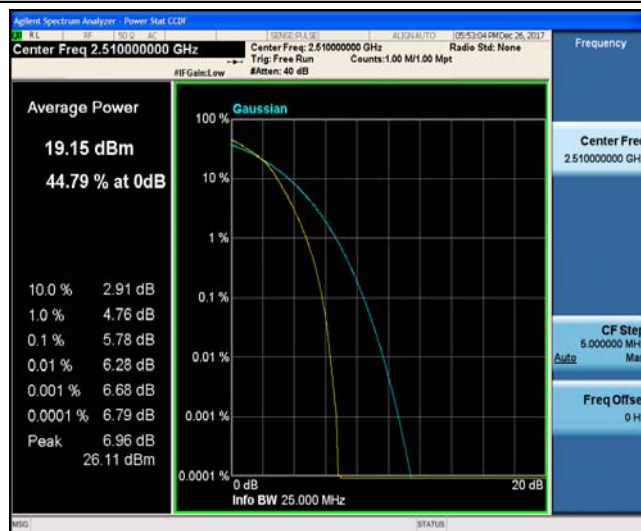 Agilent Spectrum Analyzer - Power Stat CCDF
RL RF 50 Ω AC SENSE:PULSE ALIGN AUTO 05:53:04 PM Dec 26, 2017
Center Freq 2.510000000 GHz
Center Freq: 2.510000000 GHz Radio Std: None
Trig: Free Run Counts:1.00 M/1.00 Mpt
#IFGain:Low #Atten: 40 dB
Frequency
Average Power
19.15 dBm
44.79 % at 0dB
10.0 % 2.91 dB
1.0 % 4.76 dB
0.1 % 5.78 dB
0.01 % 6.28 dB
0.001 % 6.68 dB
0.0001 % 6.79 dB
Peak 6.96 dB
26.11 dBm
Gaussian
100 %
10 %
1 %
0.1 %
0.01 %
0.001 %
0.0001 %
0 dB 20 dB
Info BW 25.000 MHz
Center Fre
2.510000000 GH
CF Step
5.000000 MH
Auto Ma
Freq Offse
0 H
MSG STATUS